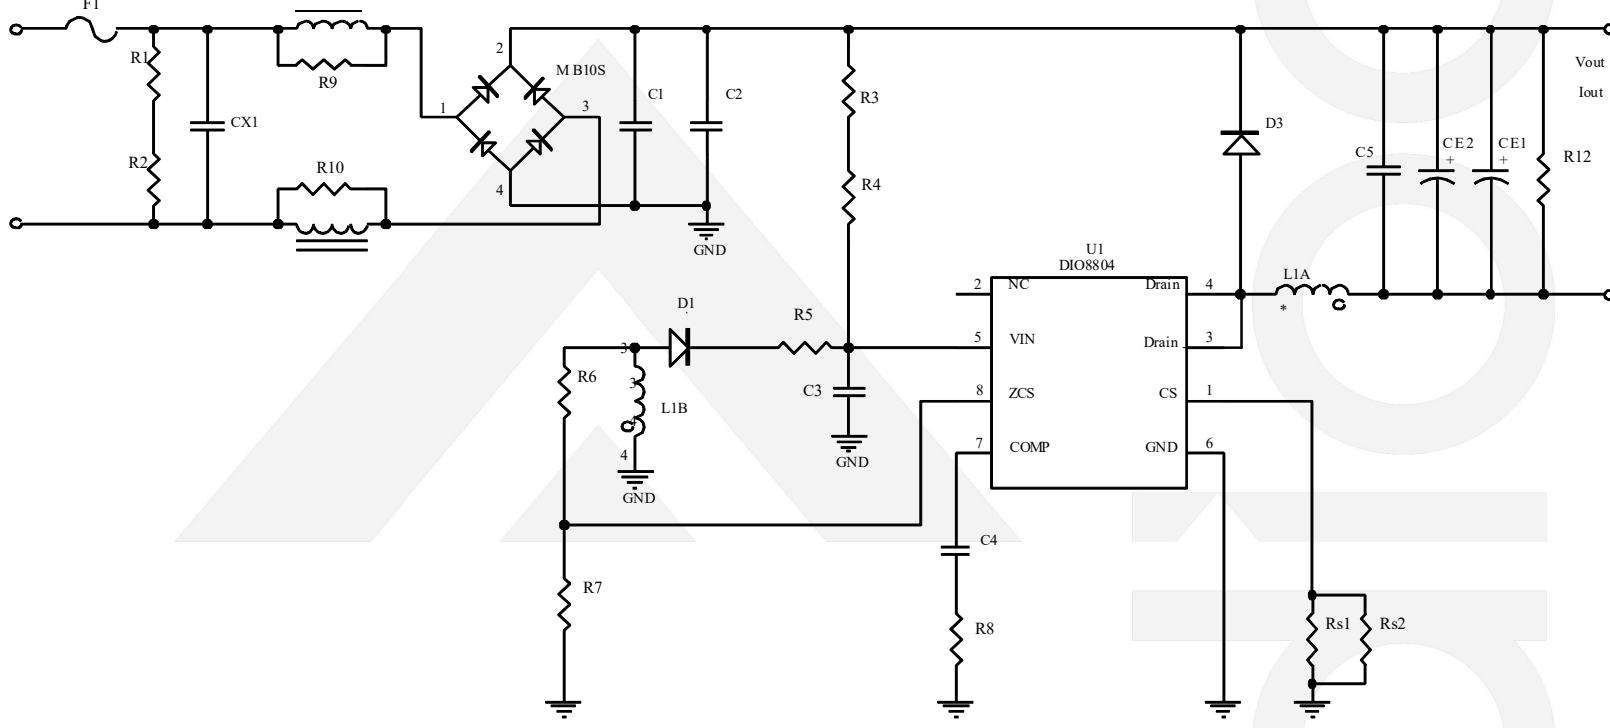 F1
R1
R9
2
MB10S
1
3
C1
C2
R3
D3
Vout
Iout
CX1
C5
CE2
+
CE1
+
R12
R2
R10
4
R4
GND
U1
DIO8804
L1A
*
2
NC
Drain
4
D1
R5
3
5
VIN
Drain
3
R6
3
C3
8
ZCS
CS
1
L1B
4
4
GND
7
COMP
GND
6
GND
C4
R7
R8
Rs1
Rs2